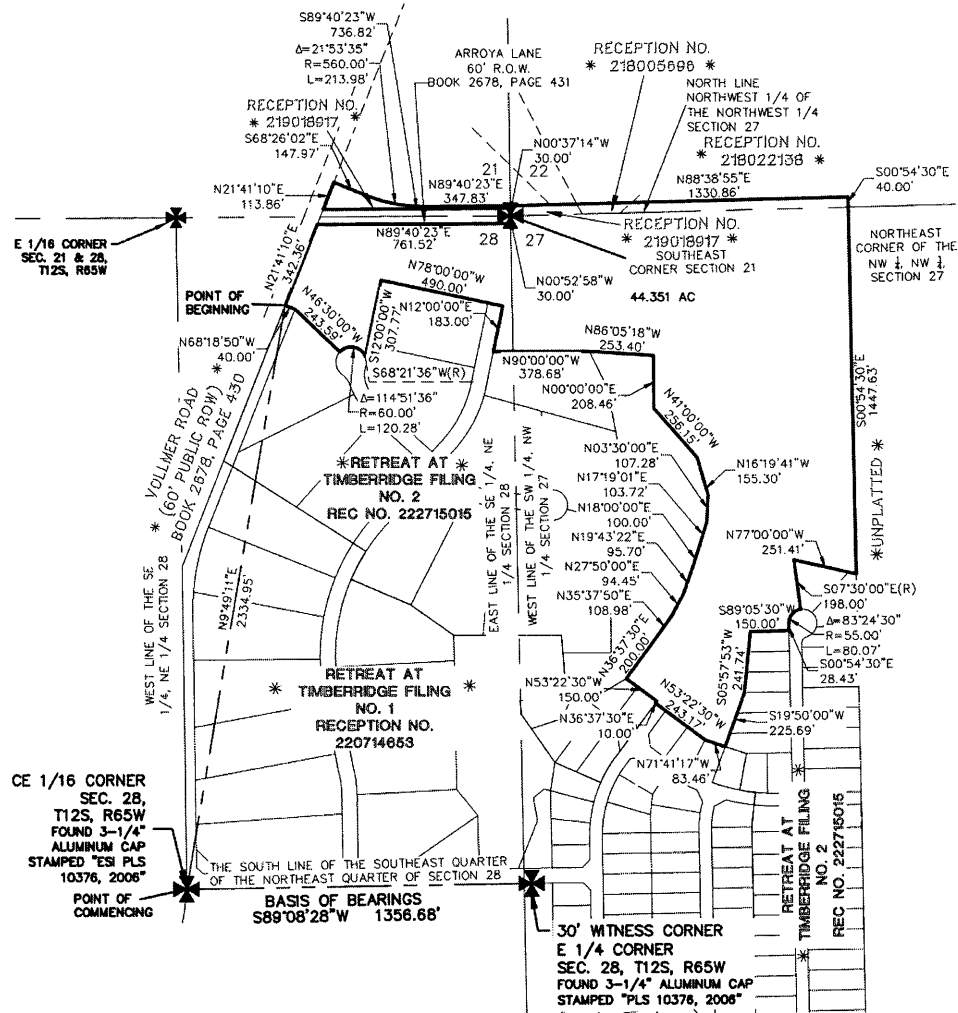 S89°40'23"W
736.82'
Δ=21°53'35"
R=560.00'
L=213.98'
RECEPTION NO.
* 219018917 *
S68°26'02"E
147.97'
N21°41'10"E
113.86'
ARROYA LANE
60' R.O.W.
BOOK 2678, PAGE 431
RECEPTION NO.
* 218005696 *
NORTH LINE
NORTHWEST 1/4 OF
THE NORTHWEST 1/4
SECTION 27
RECEPTION NO.
* 218022138 *
N00°37'14"W
30.00'
21
22
N89°40'23"E
347.83'
N88°38'55"E
1330.86'
S00°54'30"E
40.00'
E 1/16 CORNER
SEC. 21 & 28,
T12S, R65W
N89°40'23"E
761.52'
28
27
RECEPTION NO.
* 219018917 *
SOUTHEAST
CORNER SECTION 21
NORTHEAST
CORNER OF THE
NW ¼, NW ¼,
SECTION 27
N21°41'10"E
342.36'
POINT OF
BEGINNING
N46°30'00"W
243.59'
N78°00'00"W
490.00'
N12°00'00"E
183.00'
N00°52'58"W
30.00'
44.351 AC
N68°18'50"W
40.00'
S12°00'00"W
307.77'
S68°21'36"W(R)
N86°05'18"W
253.40'
N90°00'00"W
378.68'
Δ=114°51'36"
R=60.00'
L=120.28'
N00°00'00"E
208.46'
N41°00'00"W
256.15'
S00°54'30"E
1447.63'
* VOLLMER ROAD
(60' PUBLIC ROW) *
BOOK 2678, PAGE 430
*RETREAT AT *
TIMBERRIDGE FILING
NO. 2
REC NO. 222715015
N03°30'00"E
107.28'
N17°19'01"E
103.72'
N18°00'00"E
100.00'
N19°43'22"E
95.70'
N27°50'00"E
94.45'
N35°37'50"E
108.98'
N16°19'41"W
155.30'
*UNPLATTED *
N77°00'00"W
251.41'
EAST LINE OF THE SE 1/4, NE
1/4 SECTION 28
WEST LINE OF THE SW 1/4, NW
1/4 SECTION 27
WEST LINE OF THE SE
1/4, NE 1/4 SECTION 28
N9°49'11"E
2334.95'
S07°30'00"E(R)
198.00'
Δ=83°24'30"
R=55.00'
L=80.07'
S00°54'30"E
28.43'
S89°05'30"W
150.00'
N36°37'30"E
200.00'
N53°22'30"W
150.00'
N36°37'30"E
10.00'
N53°22'30"W
243.17'
S05°57'53"W
241.74'
S19°50'00"W
225.69'
N71°41'17"W
83.46'
RETREAT AT
* TIMBERRIDGE FILING *
NO. 1
RECEPTION NO.
220714653
CE 1/16 CORNER
SEC. 28,
T12S, R65W
FOUND 3-1/4"
ALUMINUM CAP
STAMPED "ESI PLS
10376, 2006"
POINT OF
COMMENCING
THE SOUTH LINE OF THE SOUTHEAST QUARTER
OF THE NORTHEAST QUARTER OF SECTION 28
BASIS OF BEARINGS
S89°08'28"W 1356.68'
30' WITNESS CORNER
E 1/4 CORNER
SEC. 28, T12S, R65W
FOUND 3-1/4" ALUMINUM CAP
STAMPED "PLS 10376, 2006"
RETREAT AT
* TIMBERRIDGE FILING *
NO. 2
REC NO. 222715015